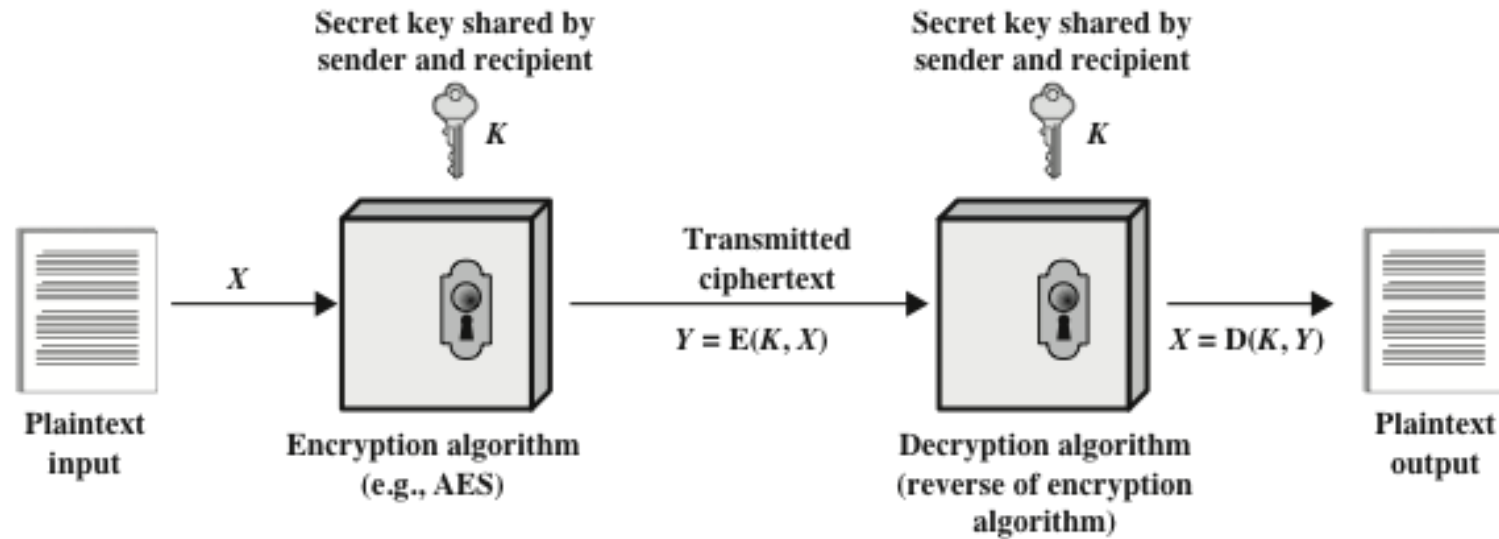 Secret key shared by
sender and recipient
K
Secret key shared by
sender and recipient
K
Plaintext
input
X
Encryption algorithm
(e.g., AES)
Transmitted
ciphertext
Y = E(K, X)
Decryption algorithm
(reverse of encryption
algorithm)
X = D(K, Y)
Plaintext
output